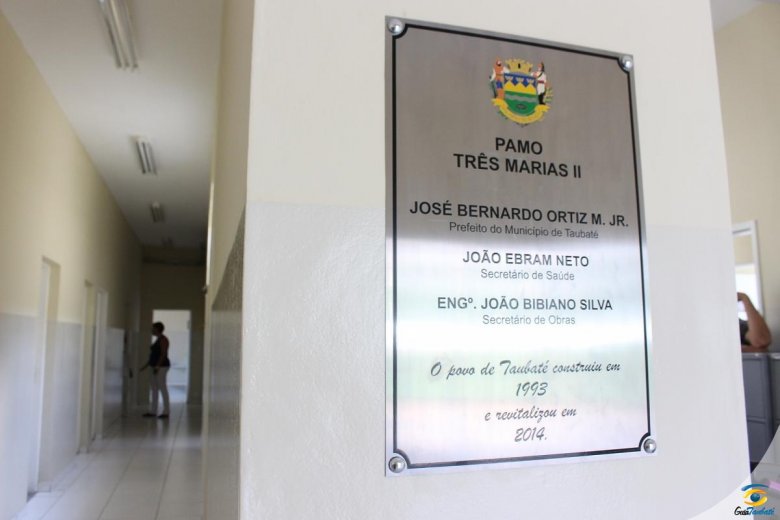 PAMO
TRÊS MARIAS II
JOSÉ BERNARDO ORTIZ M. JR.
Prefeito do Município de Taubaté
JOÃO EBRAM NETO
Secretário de Saúde
ENGº. JOÃO BIBIANO SILVA
Secretário de Obras
O povo de Taubaté construiu em
1993
e revitalizou em
2014.
GuiaTaubaté